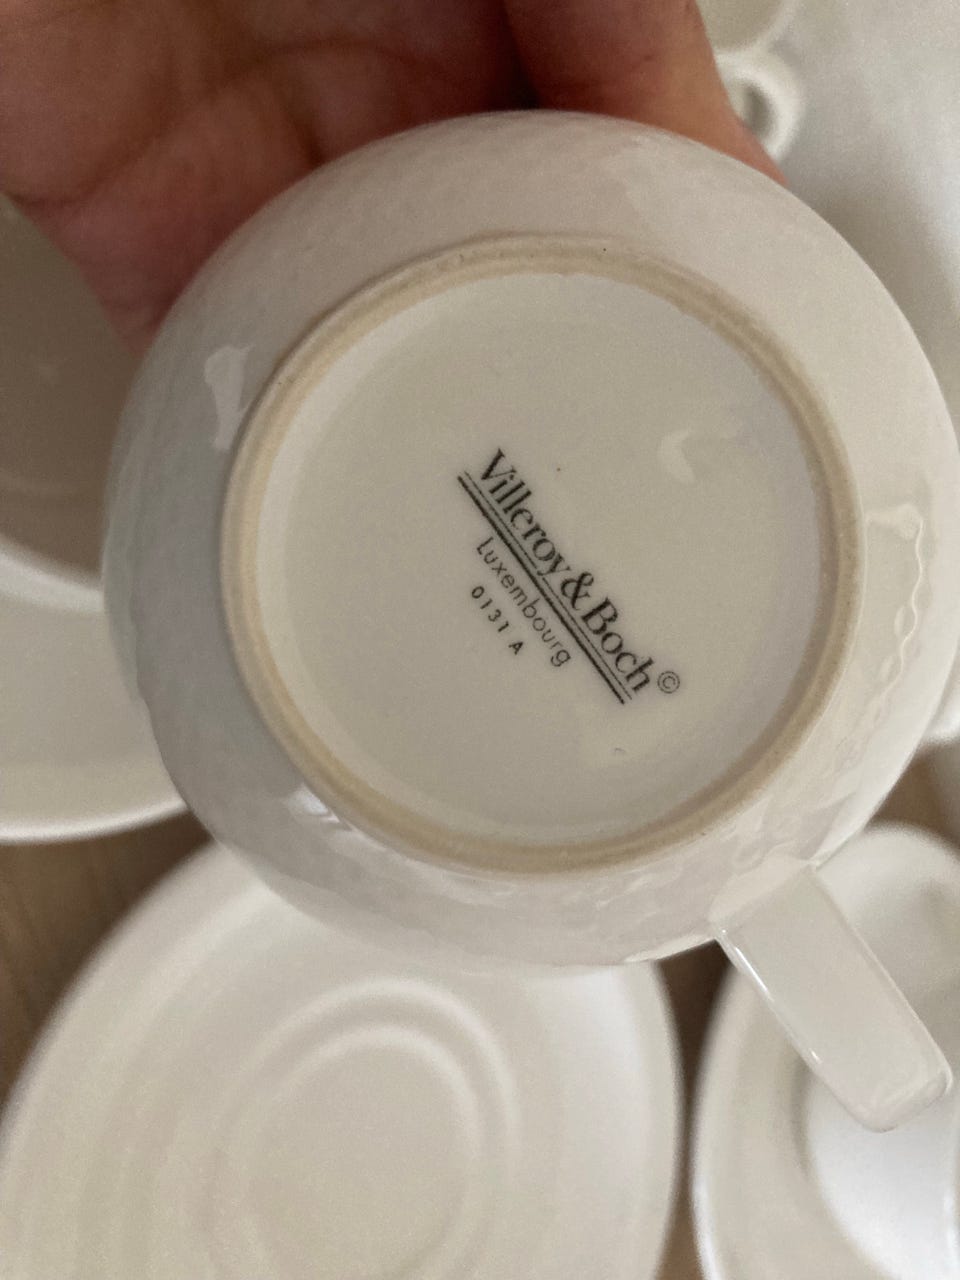 Villeroy & Boch ©
Luxembourg
0131 A